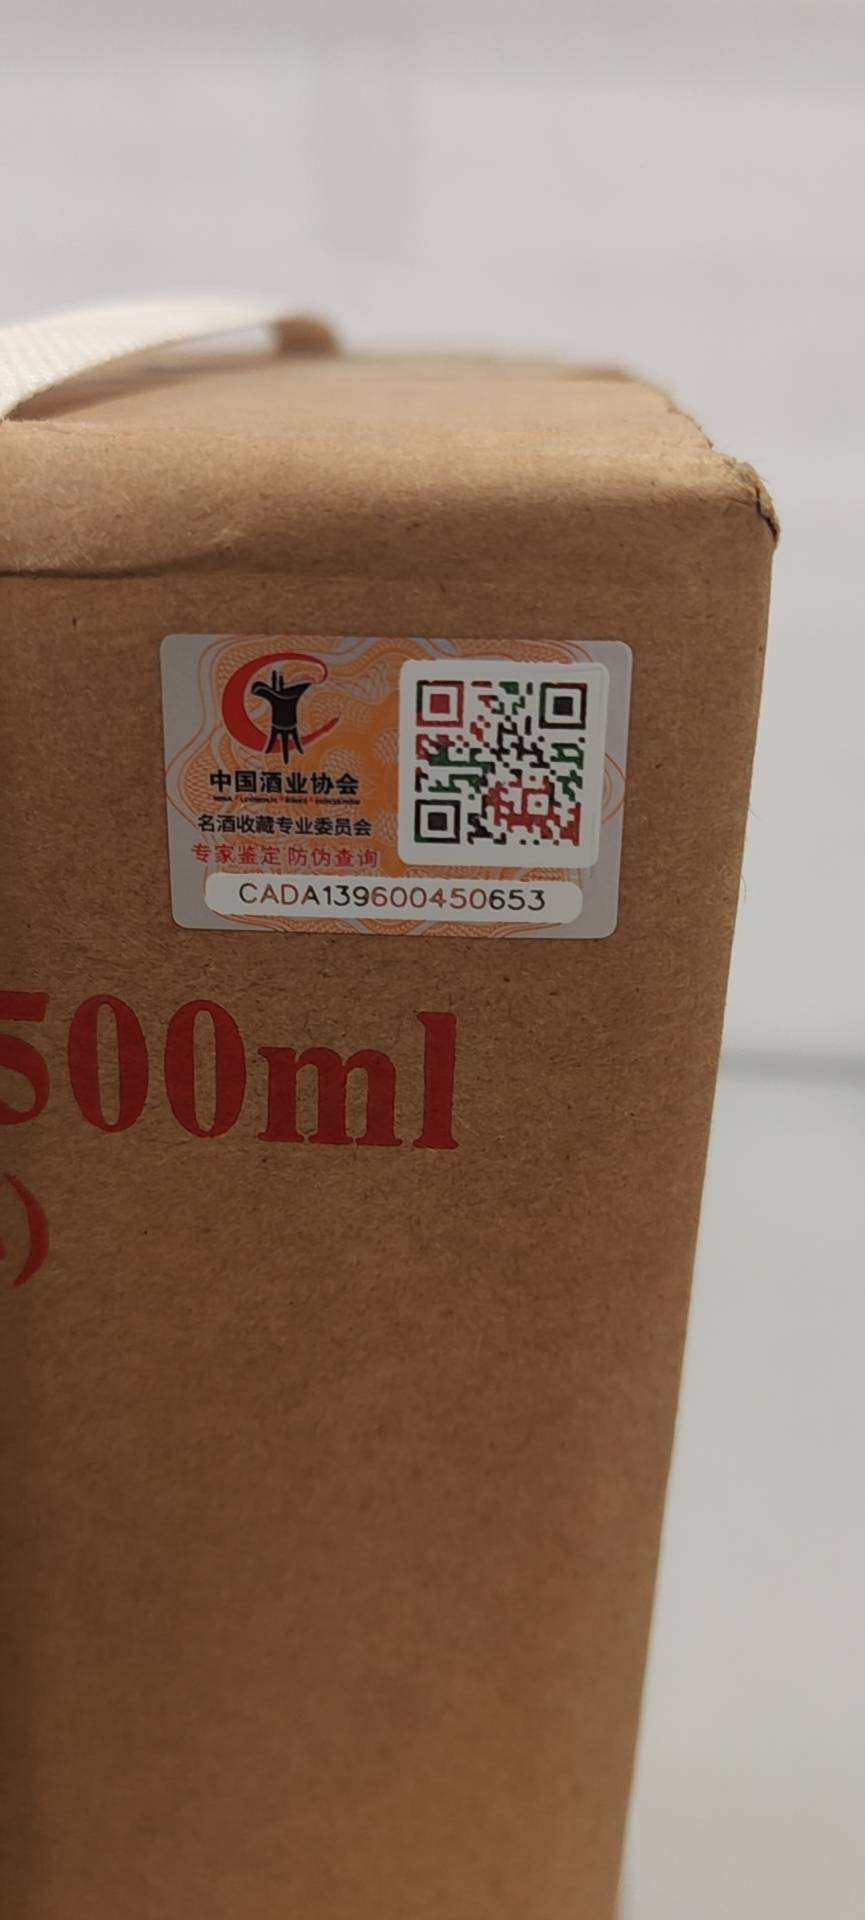 中国酒业协会
名酒收藏专业委员会
专家鉴定 防伪查询
CADA139600450653
500ml
)